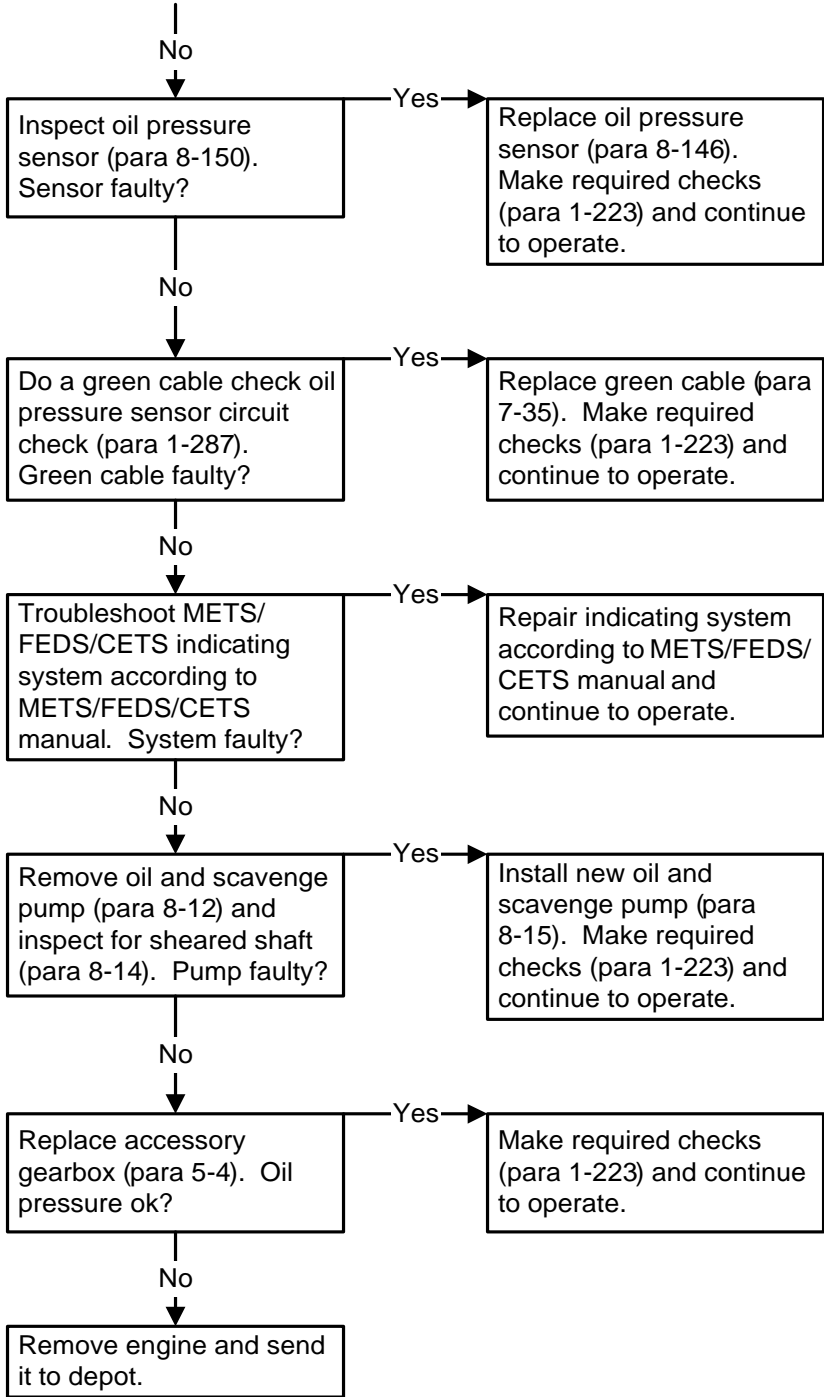 No
Inspect oil pressure
sensor (para 8-150).
Sensor faulty?
Yes
Replace oil pressure
sensor (para 8-146).
Make required checks
(para 1-223) and continue
to operate.
No
Do a green cable check oil
pressure sensor circuit
check (para 1-287).
Green cable faulty?
Yes
Replace green cable (para
7-35). Make required
checks (para 1-223) and
continue to operate.
No
Troubleshoot METS/
FEDS/CETS indicating
system according to
METS/FEDS/CETS
manual. System faulty?
Yes
Repair indicating system
according to METS/FEDS/
CETS manual and
continue to operate.
No
Remove oil and scavenge
pump (para 8-12) and
inspect for sheared shaft
(para 8-14). Pump faulty?
Yes
Install new oil and
scavenge pump (para
8-15). Make required
checks (para 1-223) and
continue to operate.
No
Replace accessory
gearbox (para 5-4). Oil
pressure ok?
Yes
Make required checks
(para 1-223) and continue
to operate.
No
Remove engine and send
it to depot.